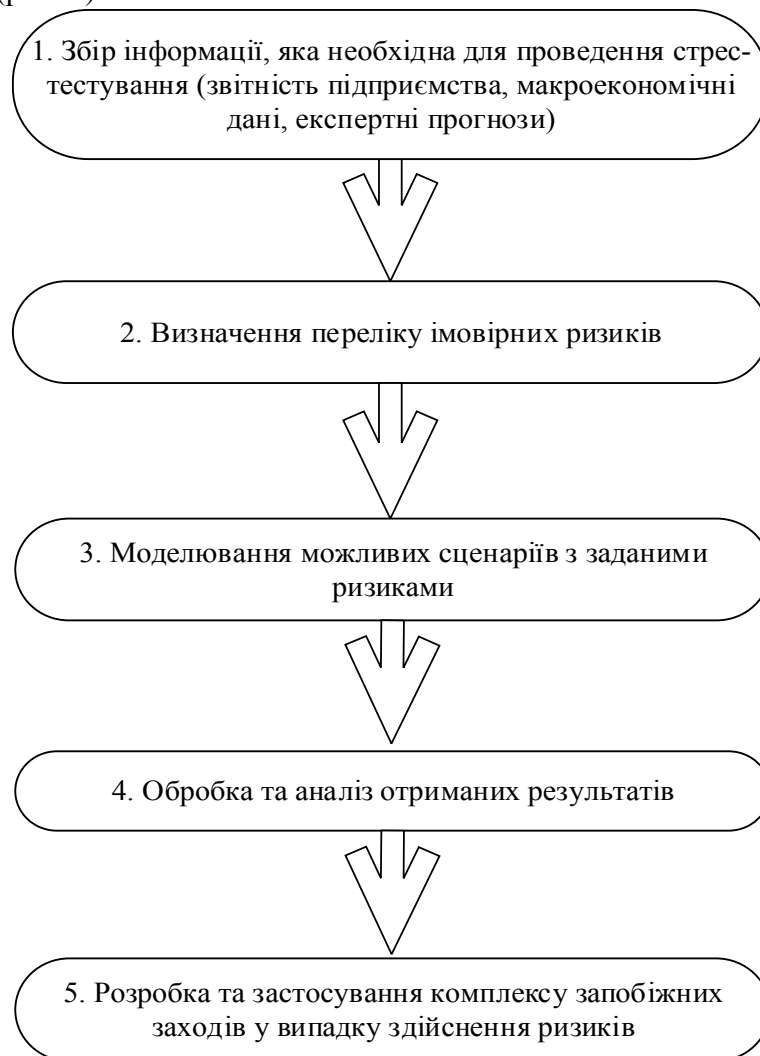 1. Збір інформації, яка необхідна для проведення стрес-
тестування (звітність підприємства, макроекономічні
дані, експертні прогнози)
2. Визначення переліку імовірних ризиків
3. Моделювання можливих сценаріїв з заданими
ризиками
4. Обробка та аналіз отриманих результатів
5. Розробка та застосування комплексу запобіжних
заходів у випадку здійснення ризиків